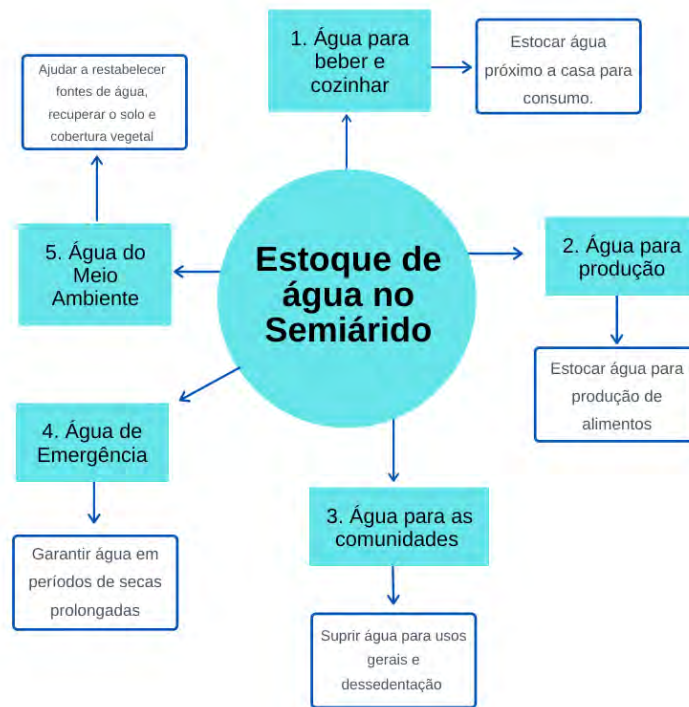 Estoque de
água no
Semiárido
1. Água para
beber e
cozinhar
Estocar água
próximo a casa para
consumo.
2. Água para
produção
Estocar água para
produção de
alimentos
3. Água para as
comunidades
Suprir água para usos
gerais e
dessedentação
4. Água de
Emergência
Garantir água em
períodos de secas
prolongadas
5. Água do
Meio
Ambiente
Ajudar a restabelecer
fontes de água,
recuperar o solo e
cobertura vegetal